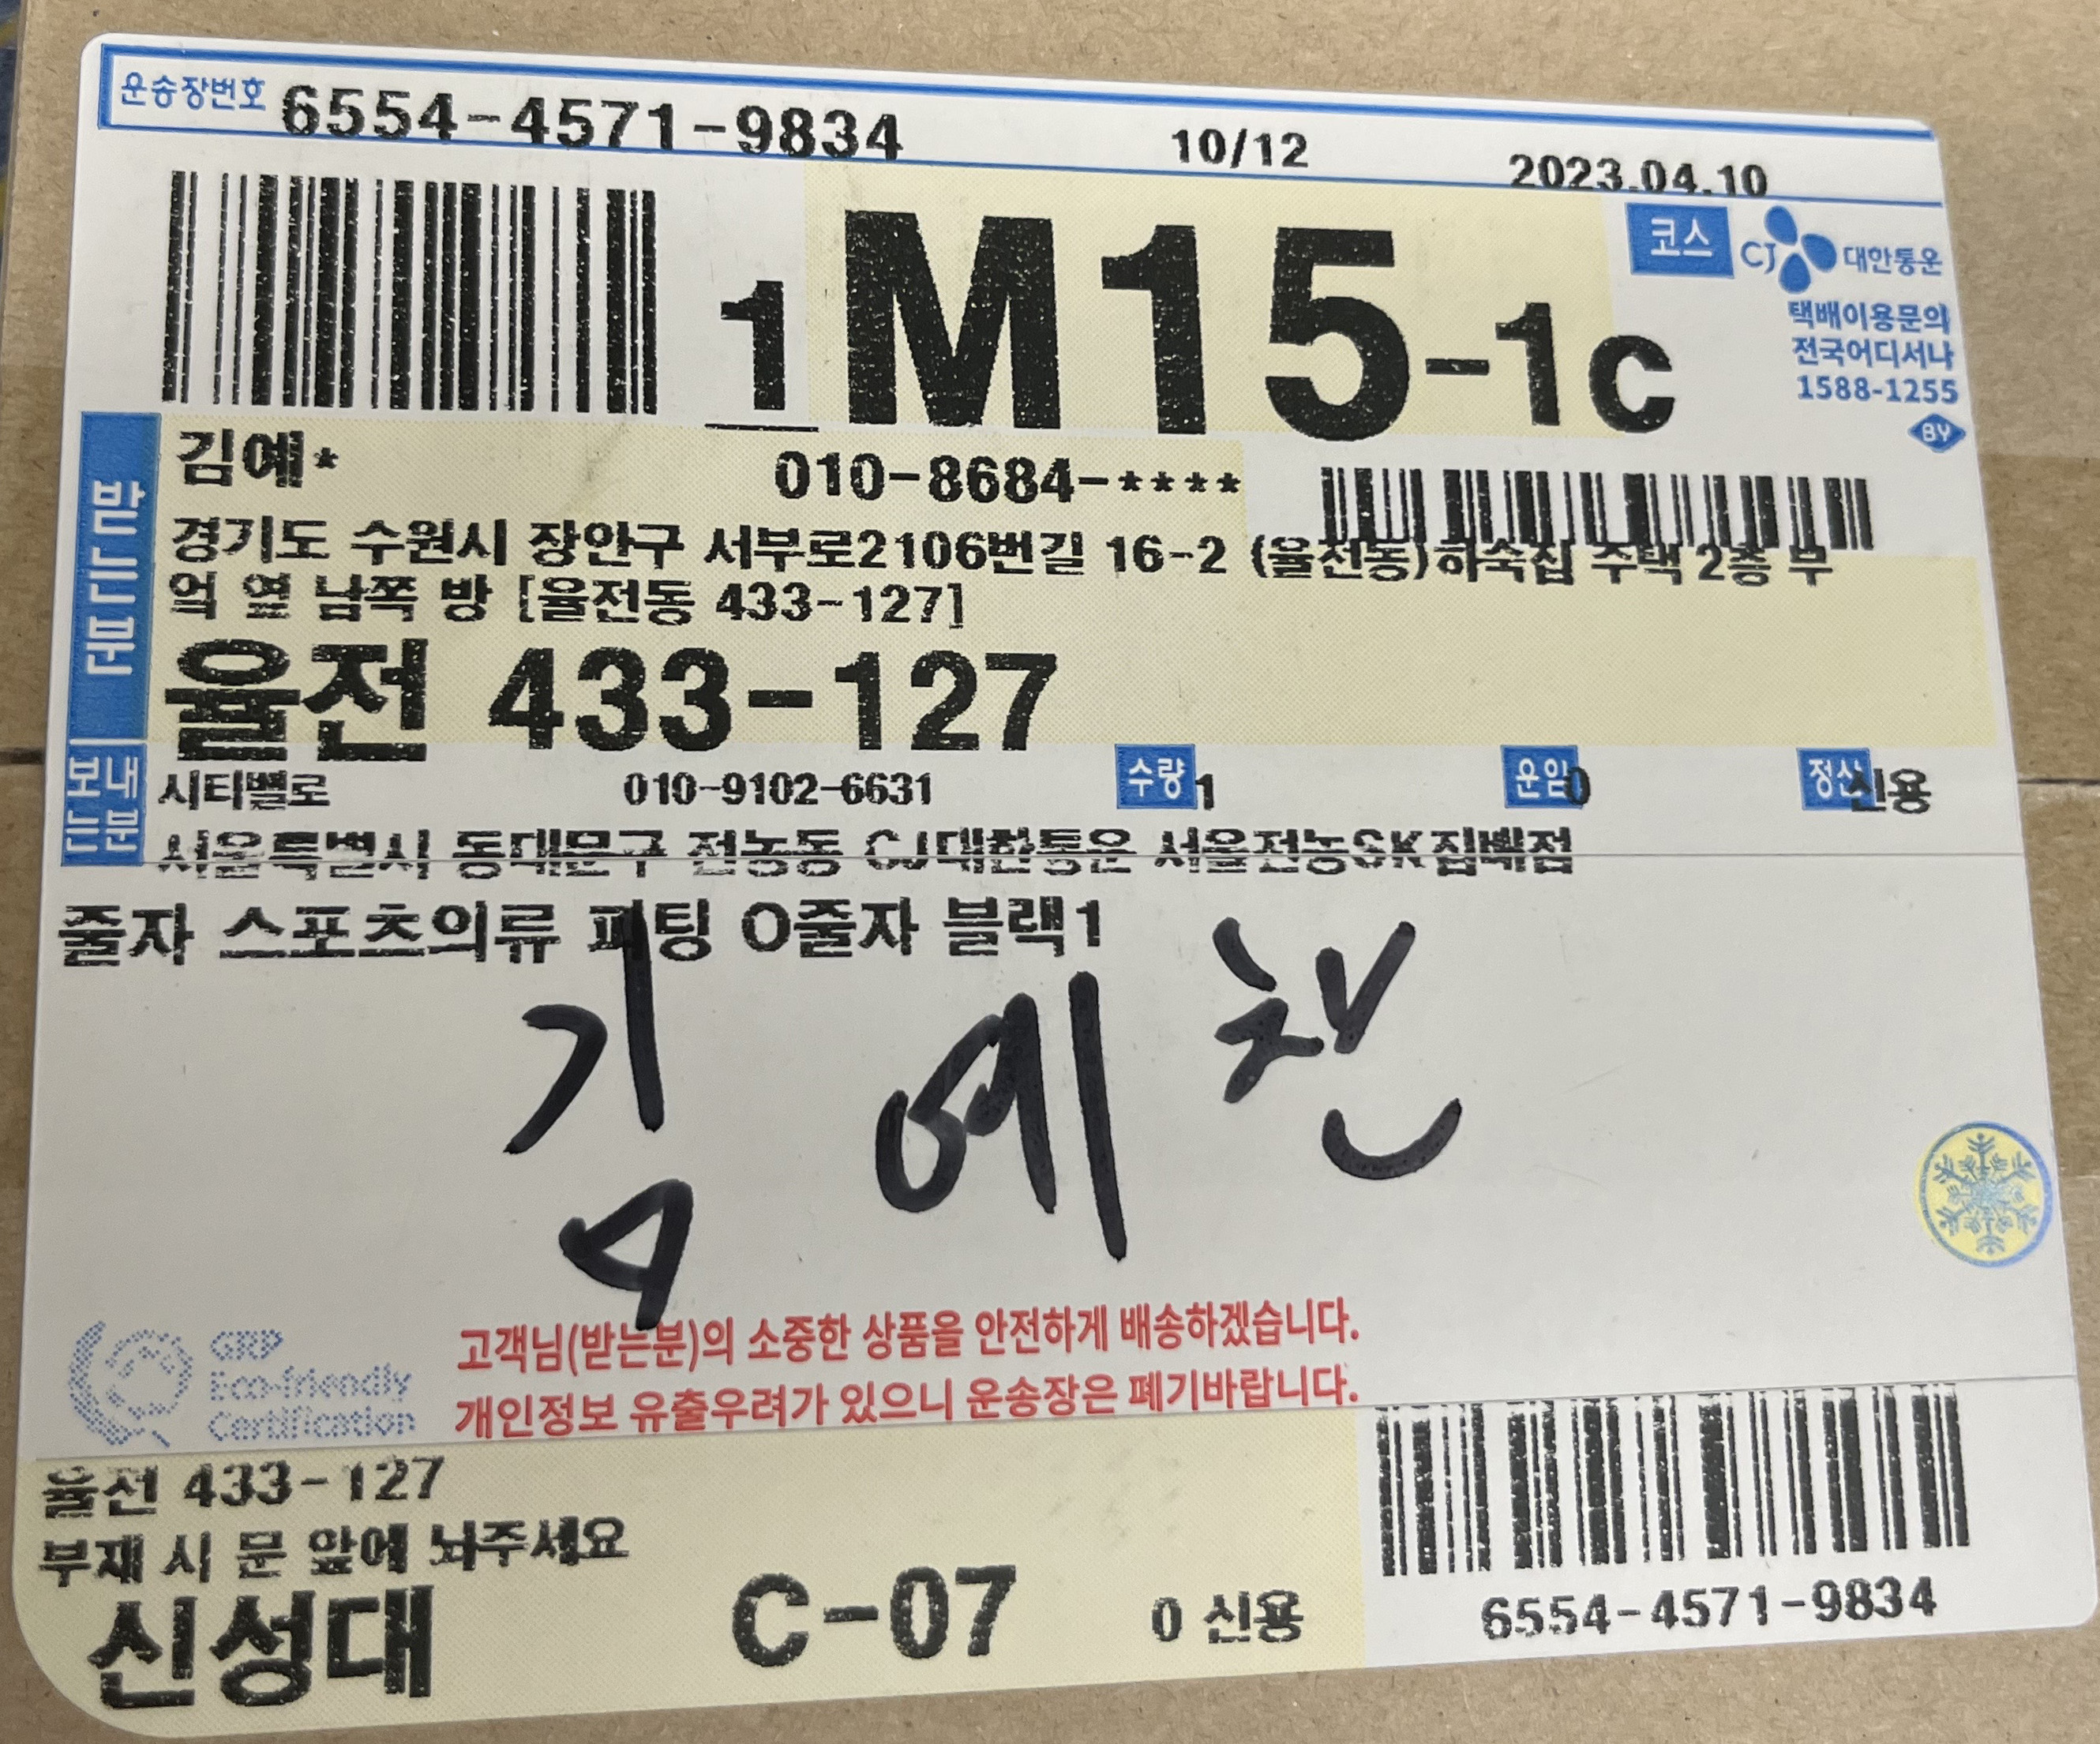 운송장번호 6554-4571-9834 10/12 2023.04.10
1 M15-1c
코스 CJ 대한통운
택배이용문의
전국어디서나
1588-1255
BY
받는분
김예* 010-8684-****
경기도 수원시 장안구 서부로2106번길 16-2 (율전동)하숙집 주택 2층 부
엌 옆 남쪽 방 [율전동 433-127]
율전 433-127
보내는분
시티벨로 010-9102-6631 수량 1 운임 0 정산 신용
서울특별시 동대문구 전농동 CJ대한통운 서울전농SK집배점
줄자 스포츠의류 피팅 O줄자 블랙1
김 예찬
고객님(받는분)의 소중한 상품을 안전하게 배송하겠습니다.
개인정보 유출우려가 있으니 운송장은 폐기바랍니다.
GRP
Eco-friendly
Certification
율전 433-127
부재 시 문 앞에 놔주세요
신성대 C-07 0 신용
6554-4571-9834